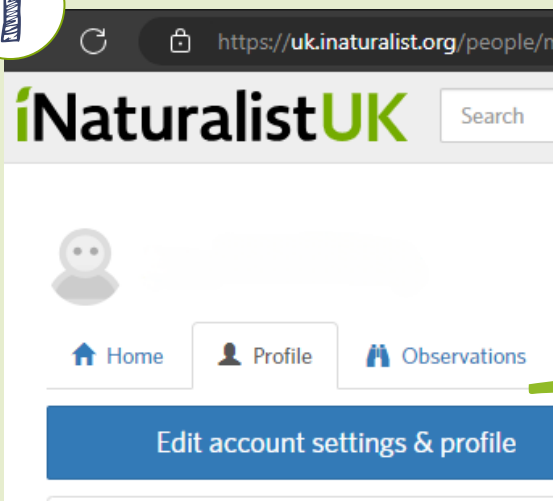 https://uk.inaturalist.org/people/
iNaturalistUK Search
Home Profile Observations
Edit account settings & profile